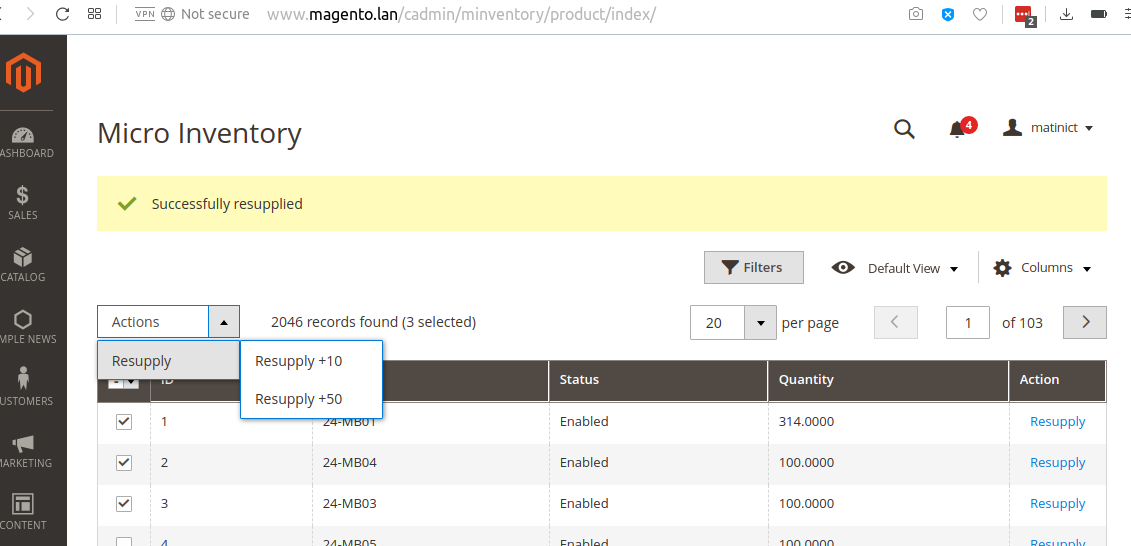 VPN Not secure www.magento.lan/cadmin/minventory/product/index/
2
ASHBOARD
SALES
CATALOG
MPLE NEWS
USTOMERS
MARKETING
CONTENT
Micro Inventory
4
matinict
Successfully resupplied
Filters
Default View
Columns
Actions
2046 records found (3 selected)
20 per page
1 of 103
Resupply
Resupply +10
Resupply +50
ID Status Quantity Action
1 24-MB01 Enabled 314.0000 Resupply
2 24-MB04 Enabled 100.0000 Resupply
3 24-MB03 Enabled 100.0000 Resupply
4 24-MB05 Enabled 100.0000 Resupply